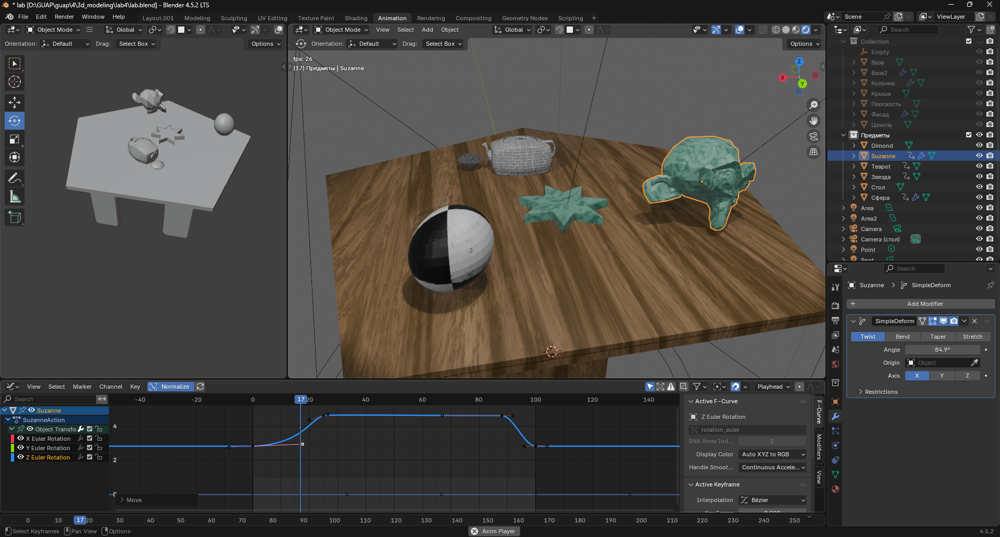 * lab [D:\GUAP\guap\4\3d_modeling\lab4\lab.blend] - Blender 4.5.2 LTS
File Edit Render Window Help Layout.001 Modeling Sculpting UV Editing Texture Paint Shading Animation Rendering Compositing Geometry Nodes Scripting + Scene ViewLayer
Object Mode Global
Orientation: Default Drag: Select Box Options
Object Mode View Select Add Object Global
Orientation: Default Drag: Select Box Options
fps: 26
(17) Предметы | Suzanne
Z
X
Y
Search
Collection
Empty
Ваза
Ваза2
Колонна
Крыша
Плоскость
Фасад
Цоколь
Предметы
Dimond
Suzanne
Teapot
Звезда
Стол
Сфера
Area
Area2
Camera
Camera (стол)
Point
Spot
Search
Suzanne > SimpleDeform
+ Add Modifier
SimpleDeform
Twist Bend Taper Stretch
Angle 84.9°
Origin Object
Axis X Y Z
Restrictions
View Select Marker Channel Key Normalize Playhead
Search
-40 -20 0 17 20 40 60 80 100 120 140
Suzanne
SuzanneAction
Object Transfo
X Euler Rotation
Y Euler Rotation
Z Euler Rotation
4
2
0
Move
Active F-Curve
Z Euler Rotation
rotation_euler
RNA Array Ind... 2
Display Color Auto XYZ to RGB
Handle Smoot... Continuous Accele...
Active Keyframe
Interpolation Bézier
F-Curve
Modifiers
View
0 10 17 20 30 40 50 60 70 80 90 100 110 120 130 140 150 160 170 180 190 200 210 220 230 240 250
Select Keyframes Pan View Options Anim Player 4.5.2